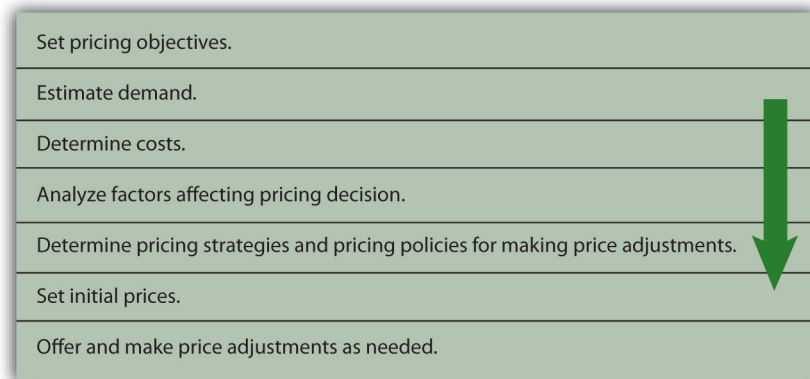 Set pricing objectives.
Estimate demand.
Determine costs.
Analyze factors affecting pricing decision.
Determine pricing strategies and pricing policies for making price adjustments.
Set initial prices.
Offer and make price adjustments as needed.